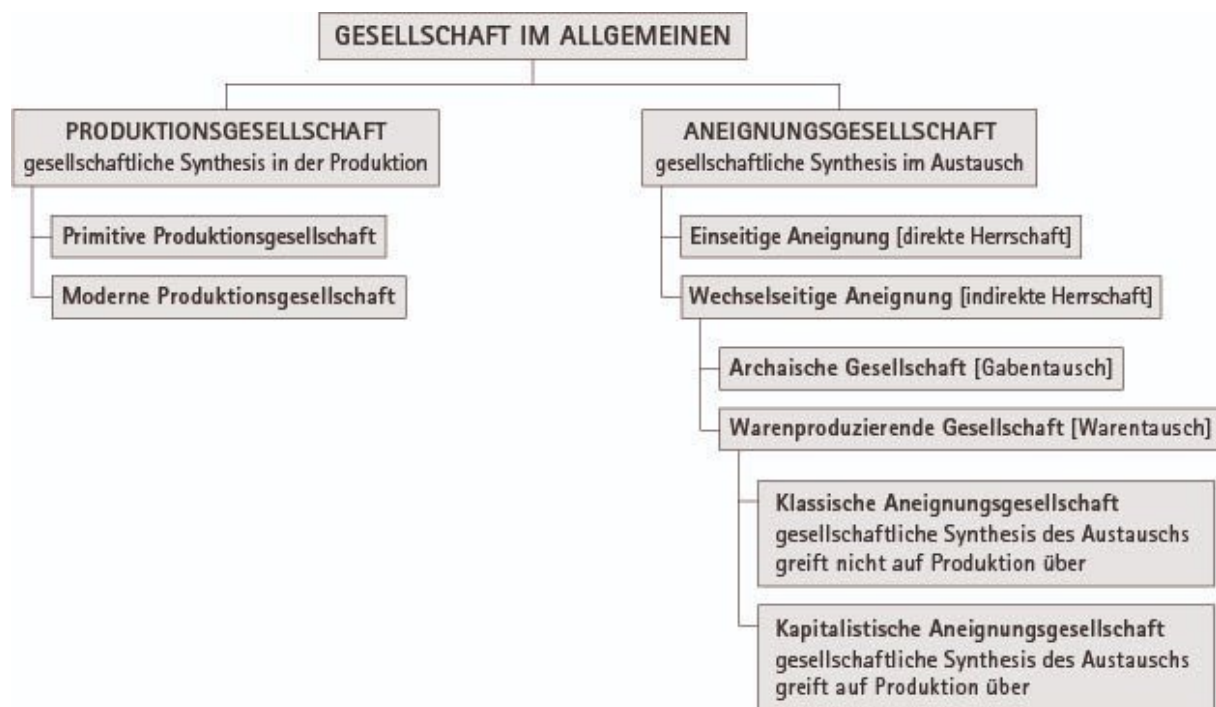 GESELLSCHAFT IM ALLGEMEINEN
PRODUKTIONSGESELLSCHAFT
gesellschaftliche Synthesis in der Produktion
Primitive Produktionsgesellschaft
Moderne Produktionsgesellschaft
ANEIGNUNGSGESELLSCHAFT
gesellschaftliche Synthesis im Austausch
Einseitige Aneignung [direkte Herrschaft]
Wechselseitige Aneignung [indirekte Herrschaft]
Archaische Gesellschaft [Gabentausch]
Warenproduzierende Gesellschaft [Warentausch]
Klassische Aneignungsgesellschaft
gesellschaftliche Synthesis des Austauschs
greift nicht auf Produktion über
Kapitalistische Aneignungsgesellschaft
gesellschaftliche Synthesis des Austauschs
greift auf Produktion über